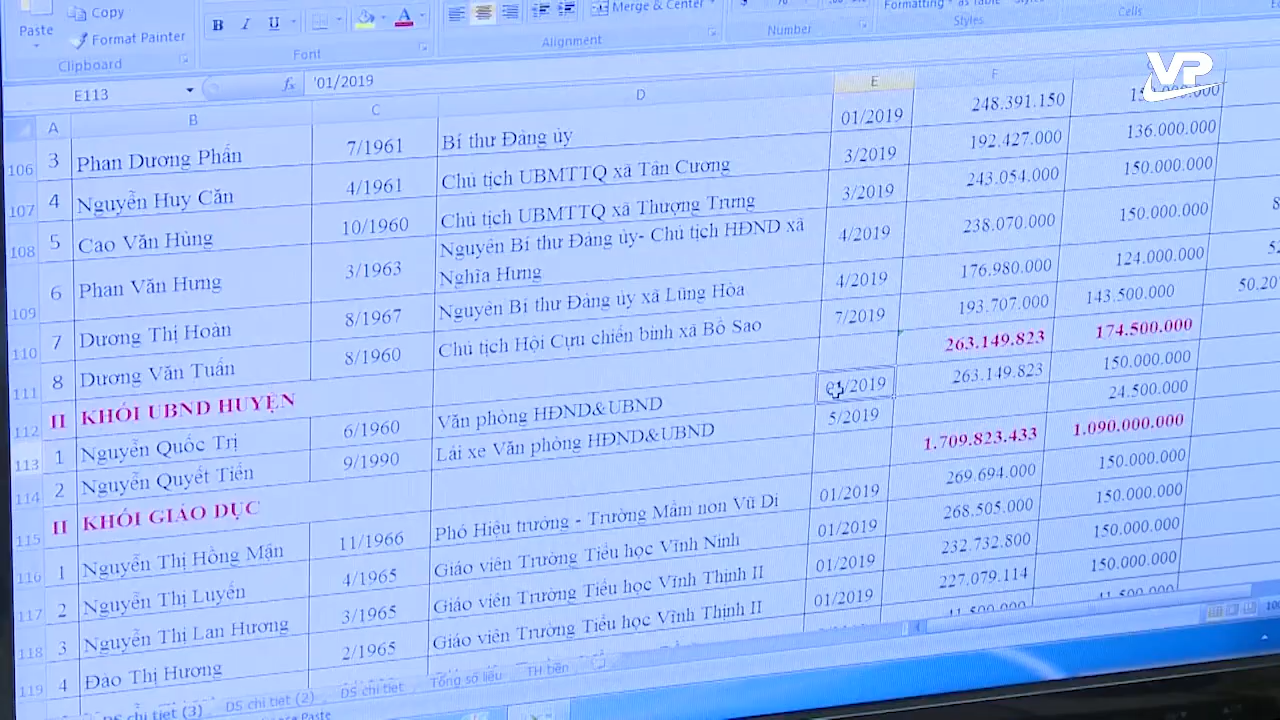 Copy
Paste
Format Painter
Clipboard
B I U
A
Font
Merge & Center
Alignment
Number
Formatting as Table
Styles
Cells
E113 fx '01/2019
A B C D E F
01/2019 248.391.150
106 3 Phan Dương Phấn 7/1961 Bí thư Đảng ủy 3/2019 192.427.000 136.000.000
107 4 Nguyễn Huy Căn 4/1961 Chủ tịch UBMTTQ xã Tân Cương 3/2019 243.054.000 150.000.000
108 5 Cao Văn Hùng 10/1960 Chủ tịch UBMTTQ xã Thượng Trưng 4/2019 238.070.000 150.000.000
109 6 Phan Văn Hưng 3/1963 Nguyên Bí thư Đảng ủy- Chủ tịch HĐND xã
Nghĩa Hưng 4/2019 176.980.000 124.000.000
110 7 Dương Thị Hoàn 8/1967 Nguyên Bí thư Đảng ủy xã Lũng Hòa 7/2019 193.707.000 143.500.000 50.20
111 8 Dương Văn Tuấn 8/1960 Chủ tịch Hội Cựu chiến binh xã Bồ Sao
112 II KHỐI UBND HUYỆN 263.149.823 174.500.000
113 1 Nguyễn Quốc Trị 6/1960 Văn phòng HĐND&UBND /2019 263.149.823 150.000.000
114 2 Nguyễn Quyết Tiến 9/1990 Lái xe Văn phòng HĐND&UBND 5/2019 24.500.000
115 II KHỐI GIÁO DỤC 1.709.823.433 1.090.000.000
116 1 Nguyễn Thị Hồng Mận 11/1966 Phó Hiệu trưởng - Trường Mầm non Vũ Di 01/2019 269.694.000 150.000.000
117 2 Nguyễn Thị Luyến 4/1965 Giáo viên Trường Tiểu học Vĩnh Ninh 01/2019 268.505.000 150.000.000
118 3 Nguyễn Thị Lan Hương 3/1965 Giáo viên Trường Tiểu học Vĩnh Thịnh II 01/2019 232.732.800 150.000.000
119 4 Đào Thị Hương 2/1965 Giáo viên Trường Tiểu học Vĩnh Thịnh II 01/2019 227.079.114 150.000.000
DS chi tiet (3) DS chi tiet (2) DS chi tiet Tổng số liệu TH tiền
Paste
VP